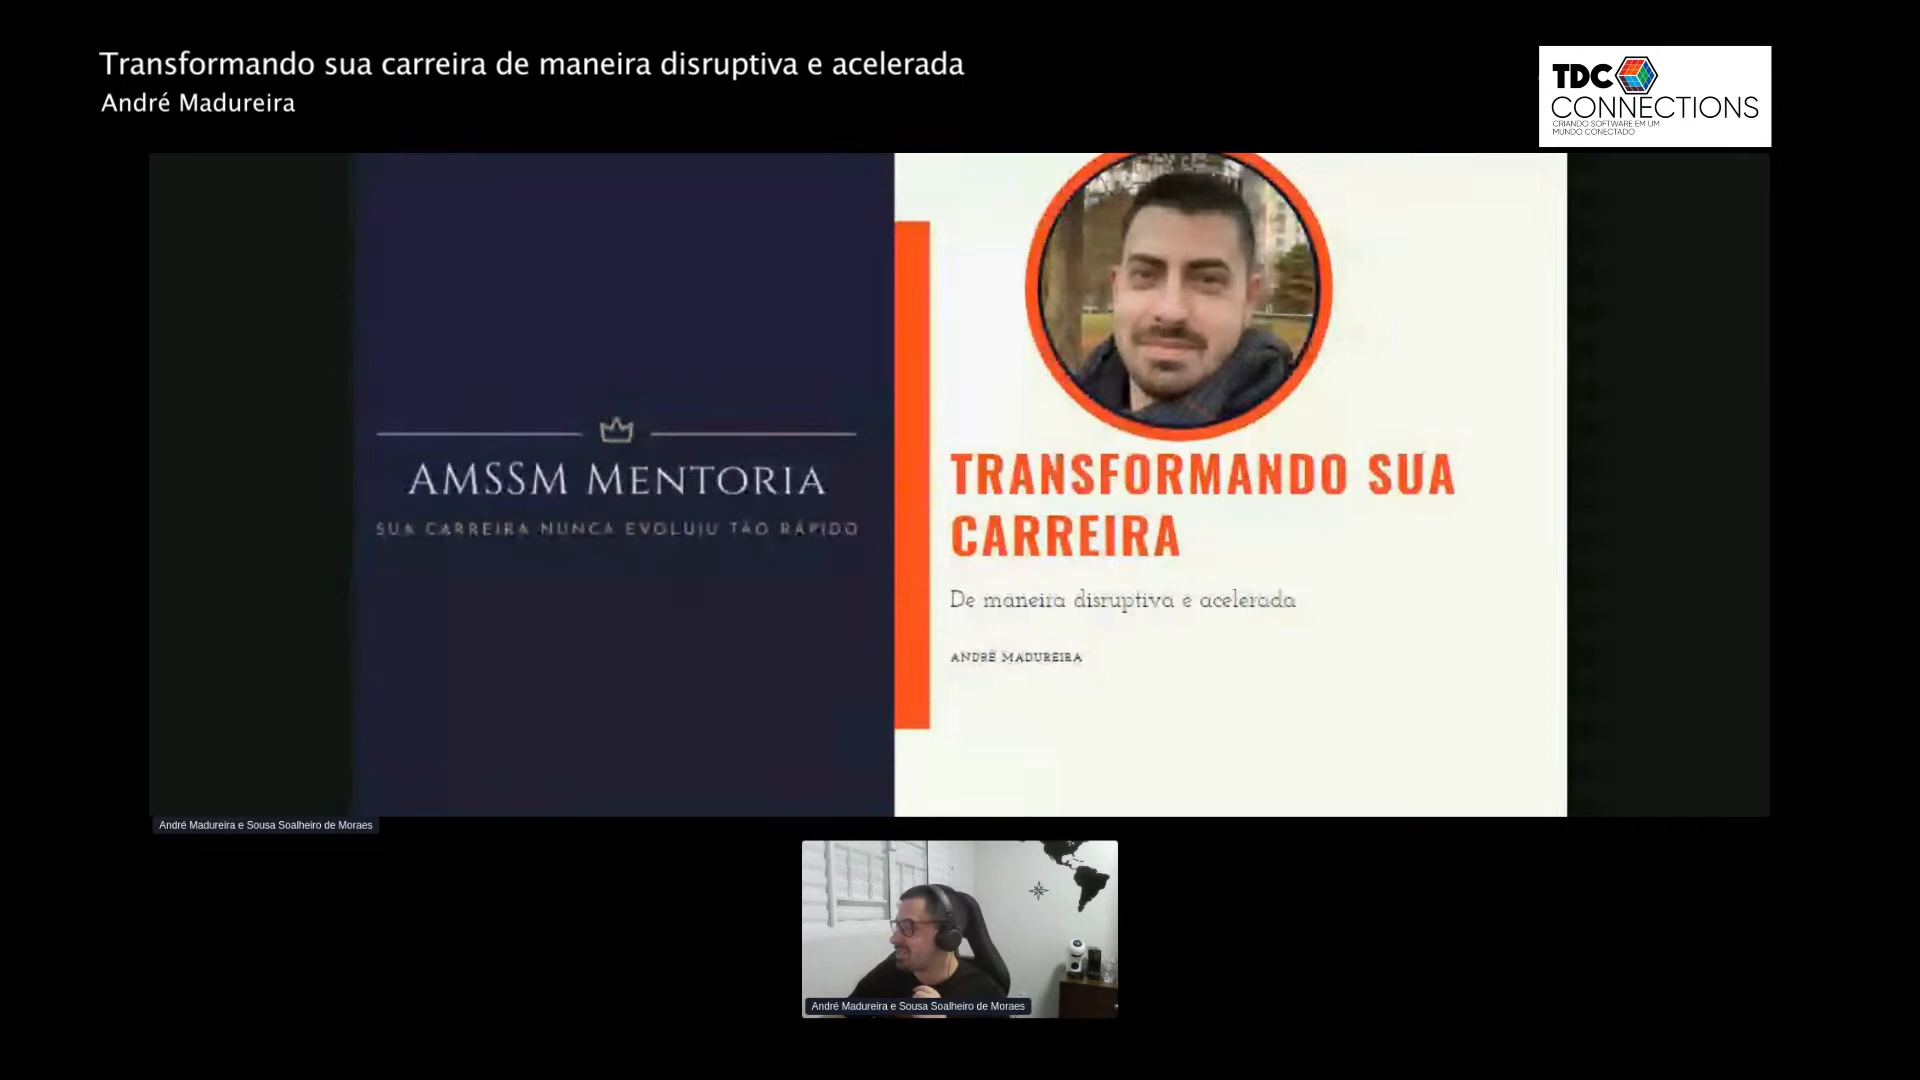 Transformando sua carreira de maneira disruptiva e acelerada
André Madureira
TDC
CONNECTIONS
CRIANDO SOFTWARE EM UM
MUNDO CONECTADO
AMSSM MENTORIA
SUA CARREIRA NUNCA EVOLUIU TÃO RÁPIDO
TRANSFORMANDO SUA
CARREIRA
De maneira disruptiva e acelerada
ANDRÉ MADUREIRA
André Madureira e Sousa Soalheiro de Moraes
André Madureira e Sousa Soalheiro de Moraes